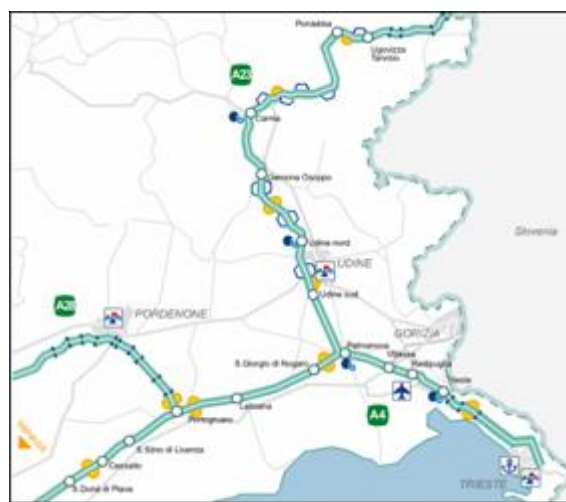 Pontebba
Ugovizza
Tarvisio
A23
Carnia
Gemona Osoppo
Slovenia
Udine nord
UDINE
Udine sud
A28
PORDENONE
GORIZIA
Palmanova
Villesse
S.Giorgio di Nogaro
Redipuglia
Latisana
Portogruaro
A4
S.Stino di Livenza
Cessalto
TRIESTE
S.Donà di Piave